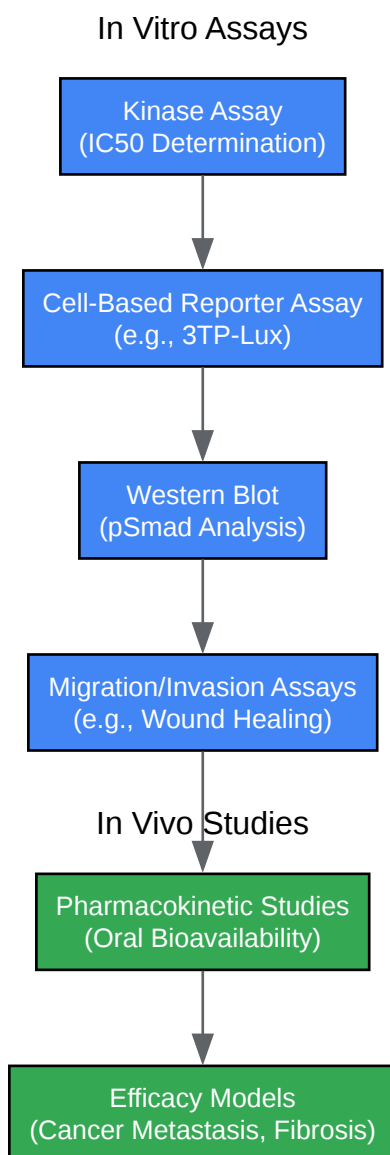 In Vitro Assays
Kinase Assay
(IC50 Determination)
Cell-Based Reporter Assay
(e.g., 3TP-Lux)
Western Blot
(pSmad Analysis)
Migration/Invasion Assays
(e.g., Wound Healing)
In Vivo Studies
Pharmacokinetic Studies
(Oral Bioavailability)
Efficacy Models
(Cancer Metastasis, Fibrosis)